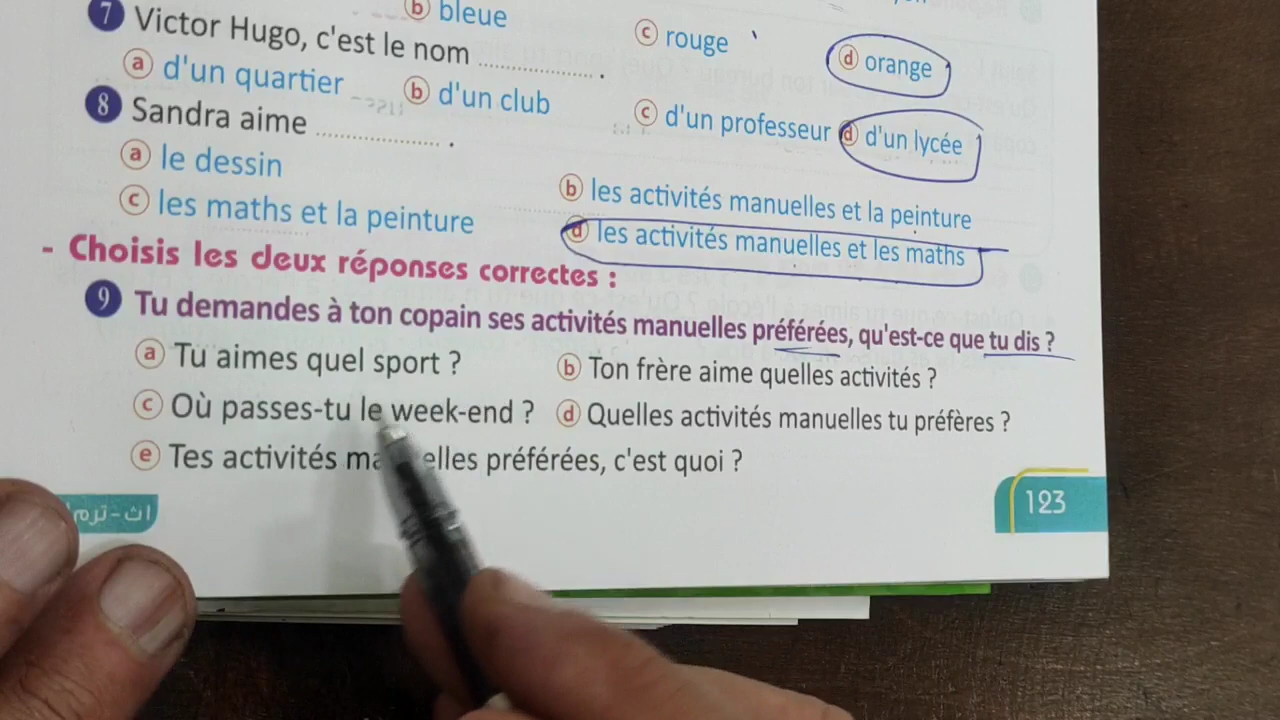 b bleue
c rouge
d orange
7 Victor Hugo, c'est le nom .................... .
a d'un quartier b d'un club c d'un professeur d d'un lycée
8 Sandra aime .................... .
a le dessin b les activités manuelles et la peinture
c les maths et la peinture d les activités manuelles et les maths
- Choisis les deux réponses correctes :
9 Tu demandes à ton copain ses activités manuelles préférées, qu'est-ce que tu dis ?
a Tu aimes quel sport ? b Ton frère aime quelles activités ?
c Où passes-tu le week-end ? d Quelles activités manuelles tu préfères ?
e Tes activités ma elles préférées, c'est quoi ?
123